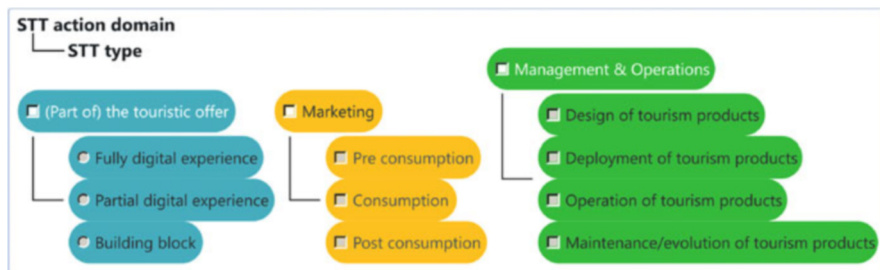 STT action domain
STT type
(Part of) the touristic offer
Fully digital experience
Partial digital experience
Building block
Marketing
Pre consumption
Consumption
Post consumption
Management & Operations
Design of tourism products
Deployment of tourism products
Operation of tourism products
Maintenance/evolution of tourism products